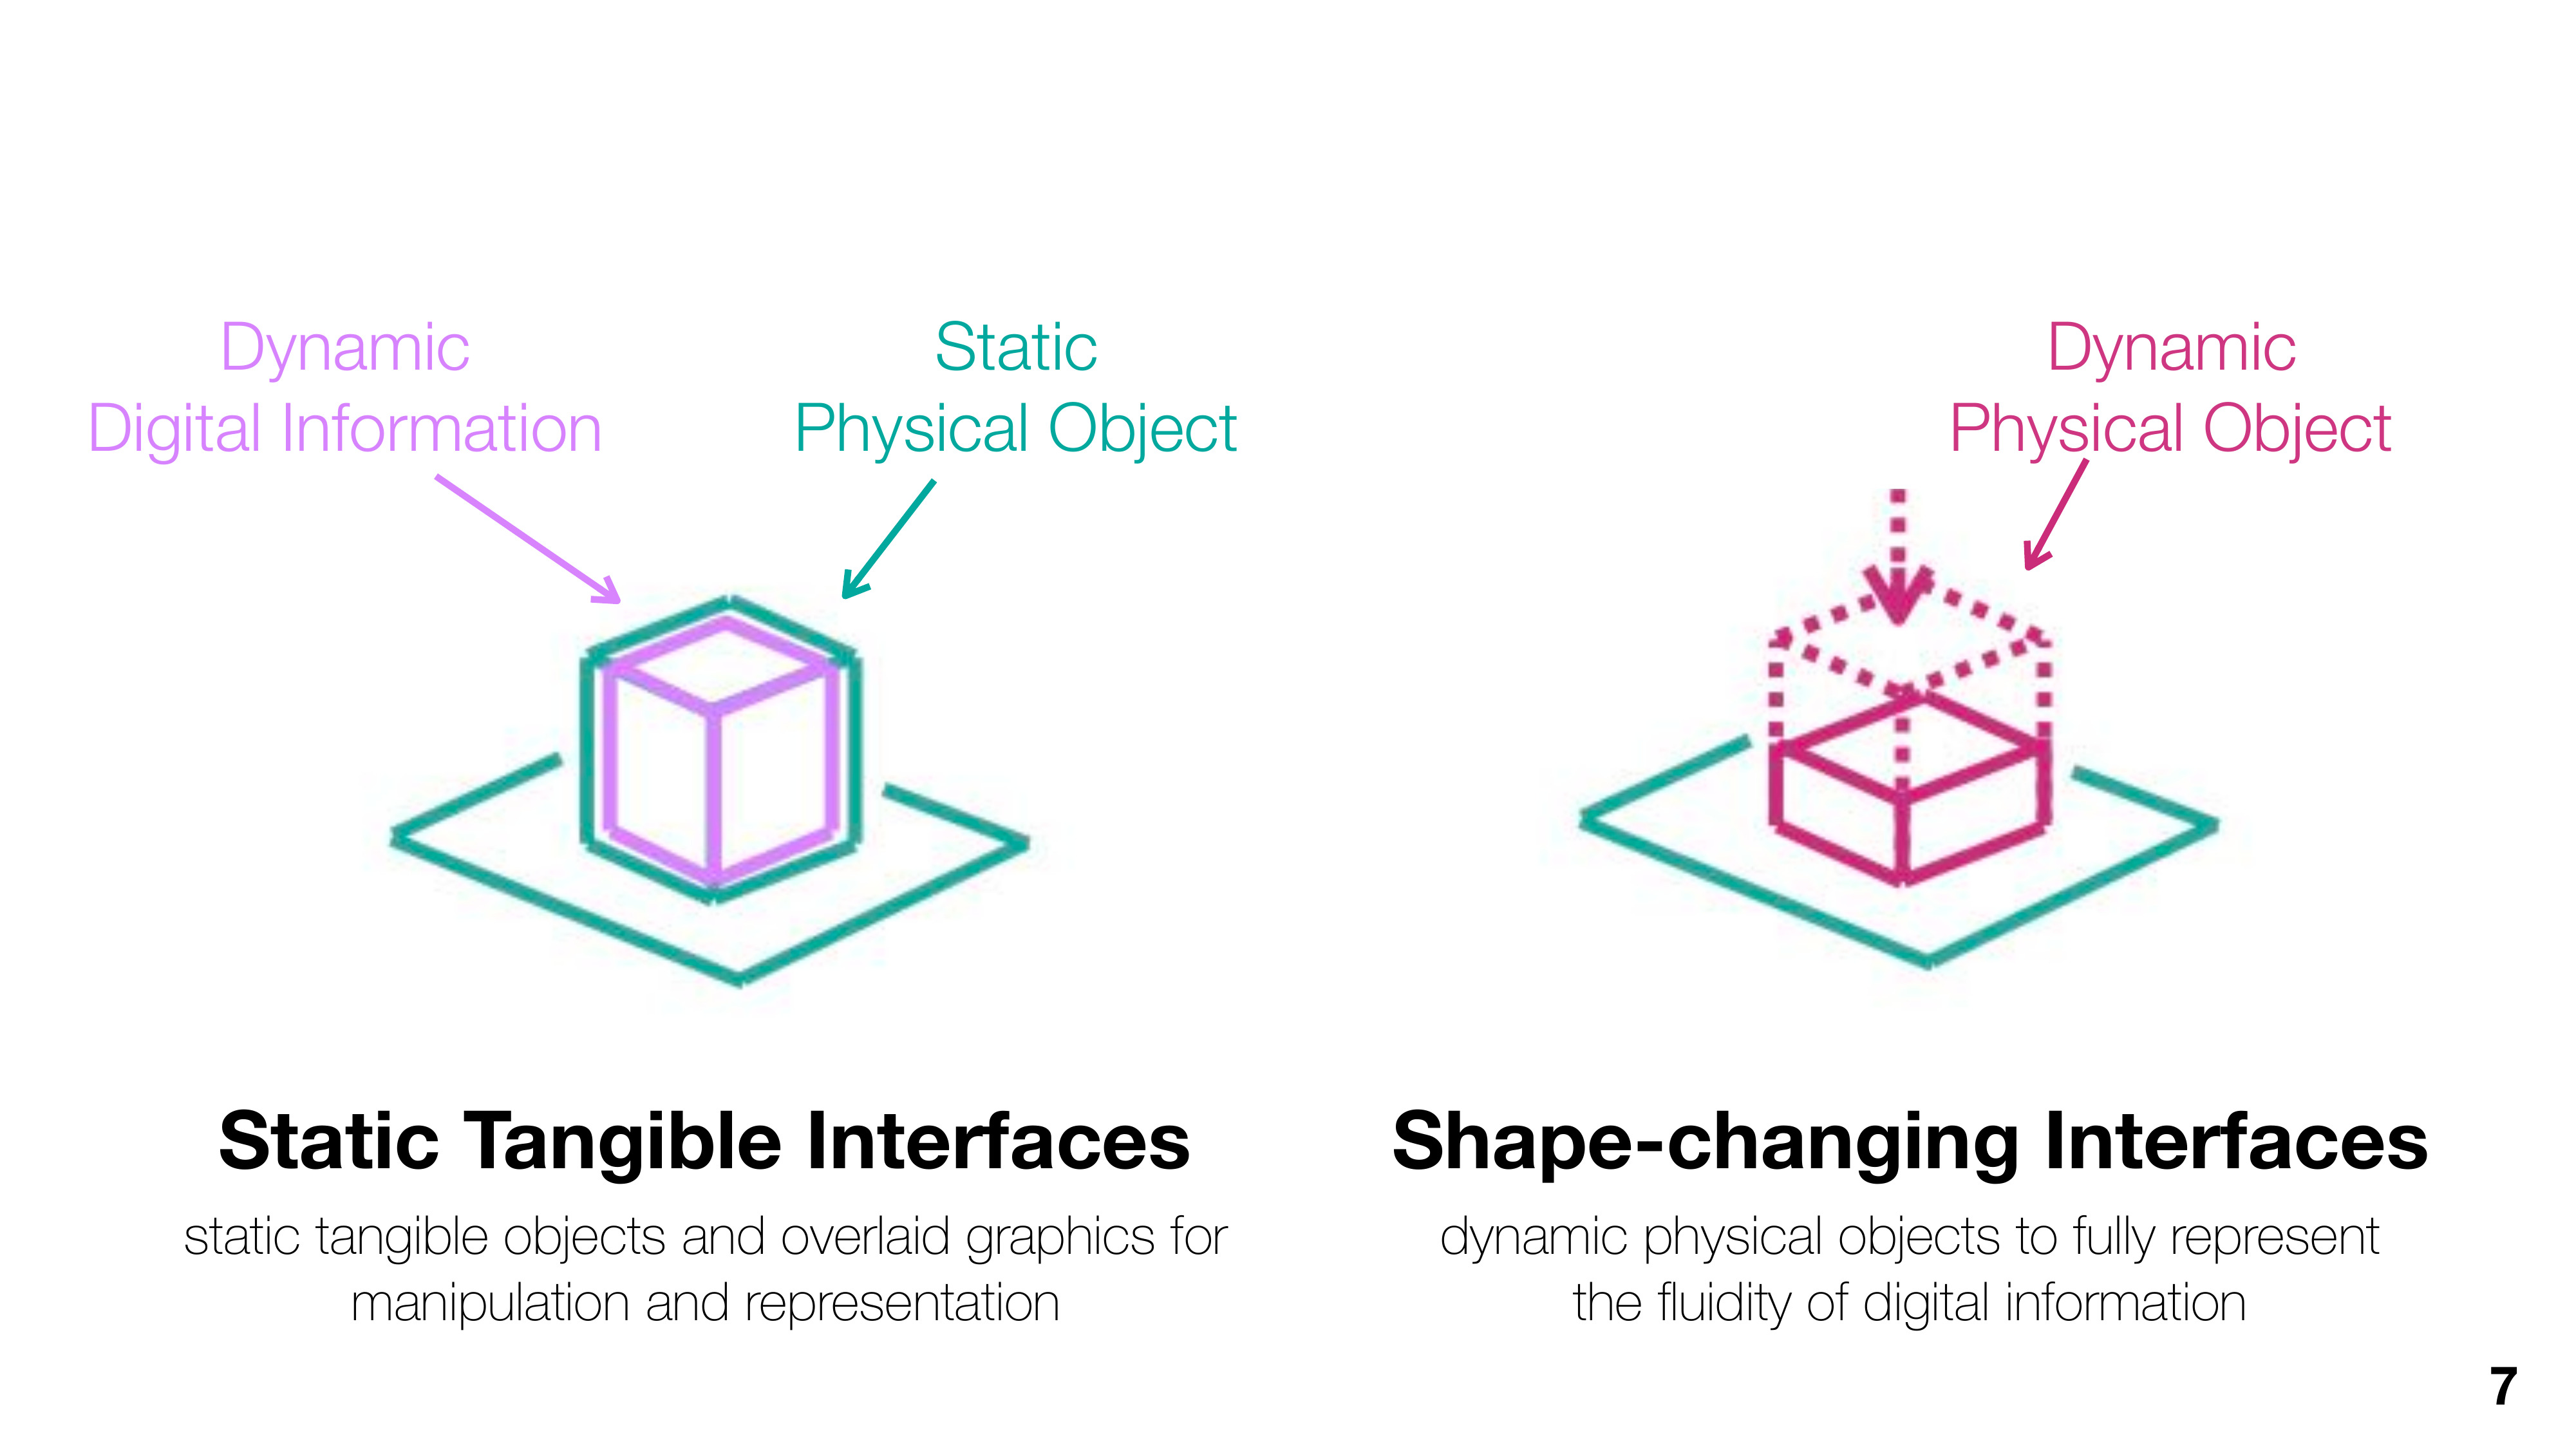 Dynamic
Digital Information
Static
Physical Object
Dynamic
Physical Object
Static Tangible Interfaces
static tangible objects and overlaid graphics for
manipulation and representation
Shape-changing Interfaces
dynamic physical objects to fully represent
the fluidity of digital information
7